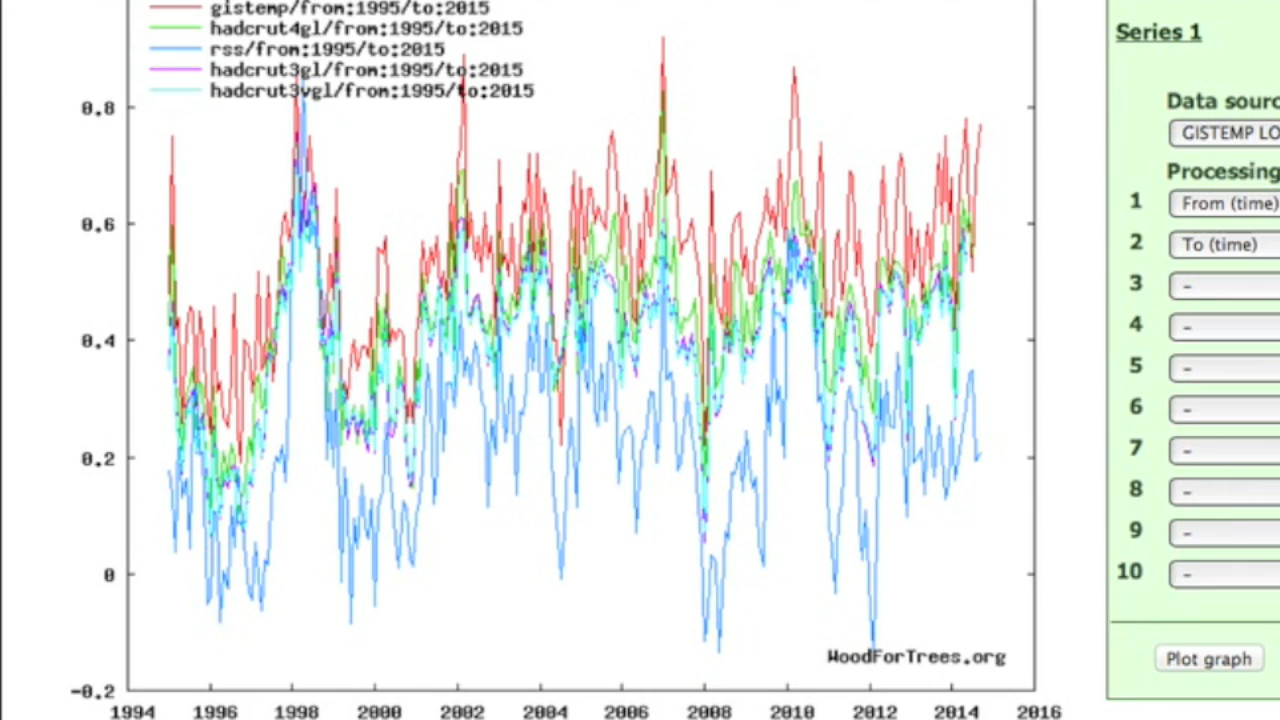 gistemp/from:1995/to:2015
hadcrut4gl/from:1995/to:2015
rss/from:1995/to:2015
hadcrut3gl/from:1995/to:2015
hadcrut3vgl/from:1995/to:2015
0.8
0.6
0.4
0.2
0
-0.2
1994 1996 1998 2000 2002 2004 2006 2008 2010 2012 2014 2016
WoodForTrees.org
Series 1
Data sourc
GISTEMP LO
Processing
1 From (time)
2 To (time)
3 -
4 -
5 -
6 -
7 -
8 -
9 -
10 -
Plot graph